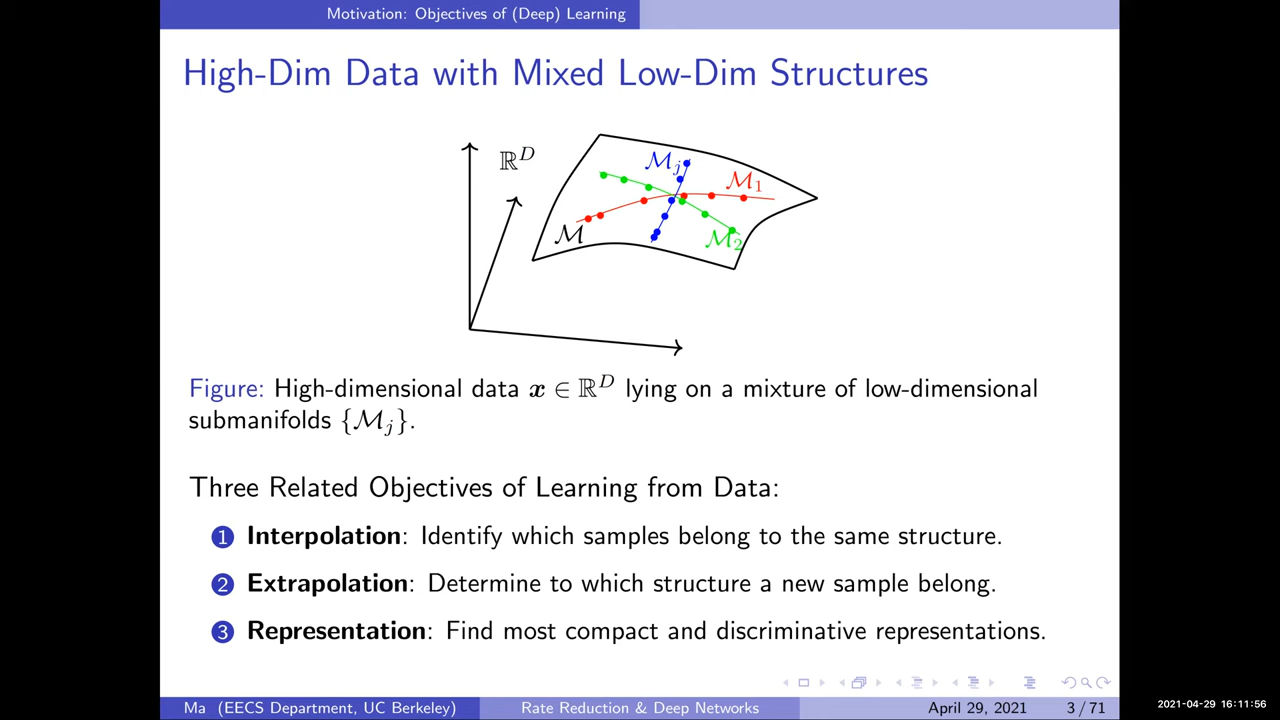 Motivation: Objectives of (Deep) Learning
High-Dim Data with Mixed Low-Dim Structures
ℝ^D
ℳ_j
ℳ_1
ℳ
ℳ_2
Figure: High-dimensional data 𝒙 ∈ ℝ^D lying on a mixture of low-dimensional
submanifolds {ℳ_j}.
Three Related Objectives of Learning from Data:
1 Interpolation: Identify which samples belong to the same structure.
2 Extrapolation: Determine to which structure a new sample belong.
3 Representation: Find most compact and discriminative representations.
Ma (EECS Department, UC Berkeley) Rate Reduction & Deep Networks April 29, 2021 3 / 71
2021-04-29 16:11:56